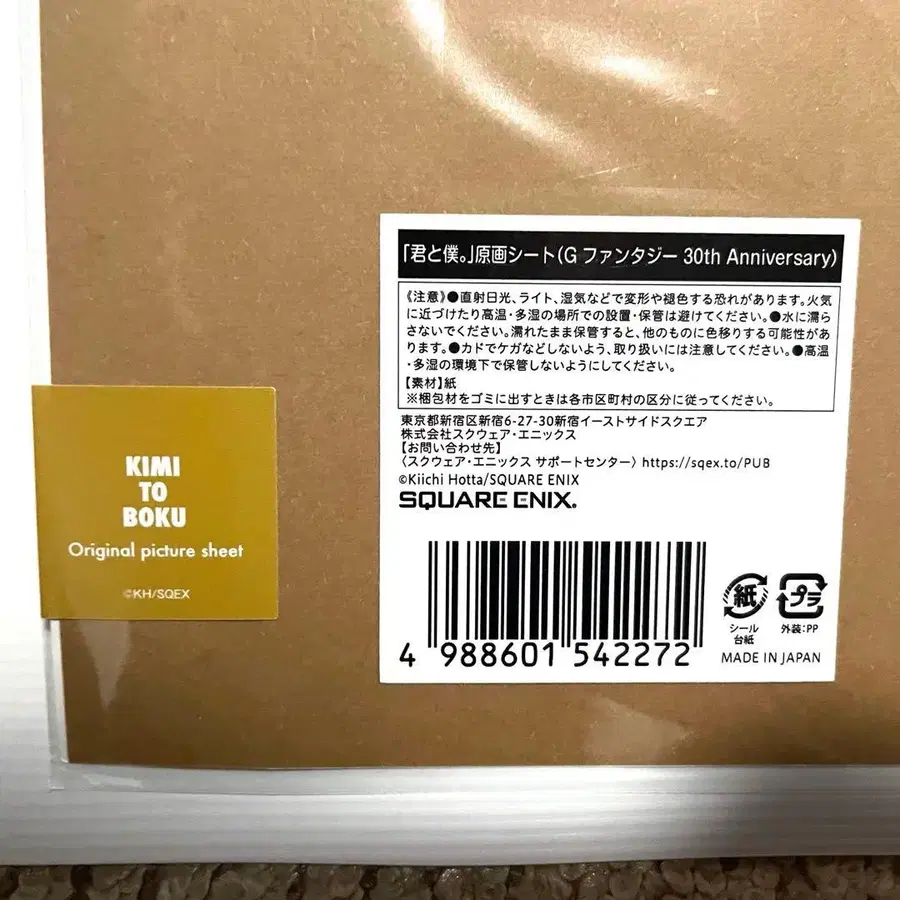 「君と僕。」原画シート(G ファンタジー 30th Anniversary)
《注意》●直射日光、ライト、湿気などで変形や褪色する恐れがあります。火気
に近づけたり高温・多湿の場所での設置・保管は避けてください。●水に濡ら
さないでください。濡れたまま保管すると、他のものに色移りする可能性があ
ります。●カドでケガなどしないよう、取り扱いには注意してください。●高温
・多湿の環境下で保管しないようにしてください。
【素材】紙
※梱包材をゴミに出すときは各市区町村の区分に従ってください。
東京都新宿区新宿6-27-30新宿イーストサイドスクエア
株式会社スクウェア・エニックス
【お問い合わせ先】
〈スクウェア・エニックス サポートセンター〉 https://sqex.to/PUB
©Kiichi Hotta/SQUARE ENIX
SQUARE ENIX.
4 988601 542272
紙
シール
台紙
プラ
外装:PP
MADE IN JAPAN
KIMI
TO
BOKU
Original picture sheet
©KH/SQEX